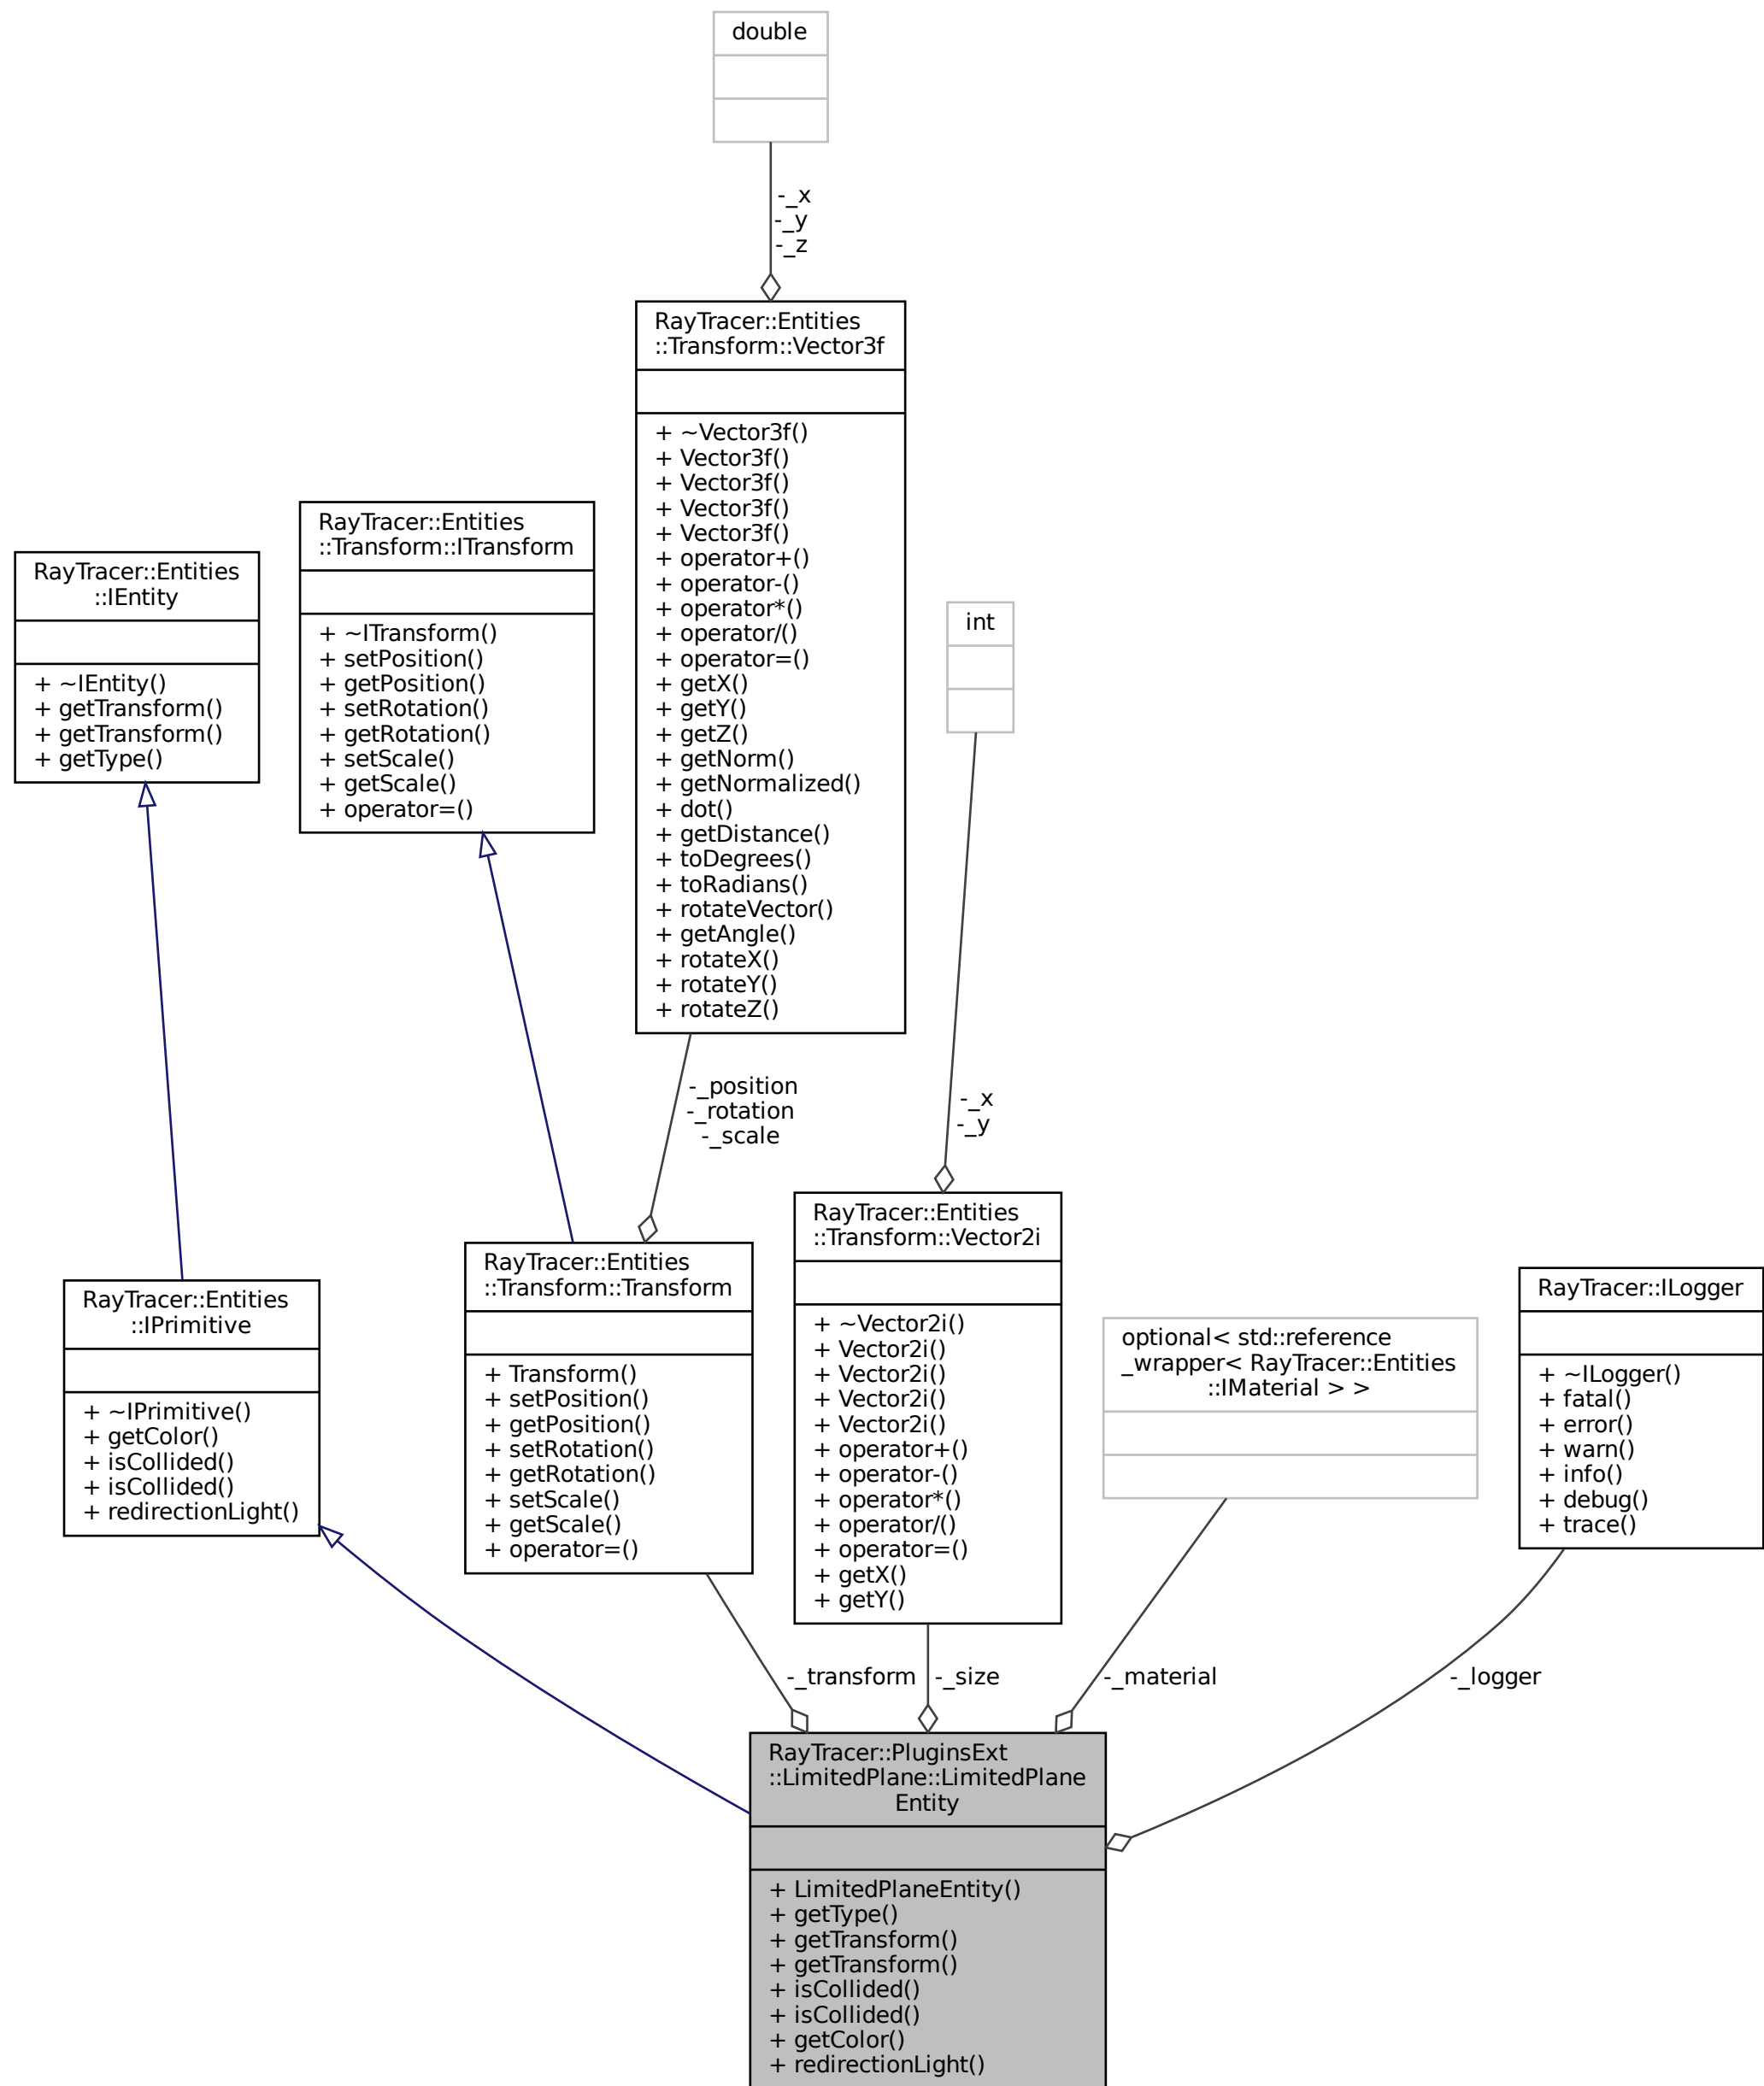 double
-_x
-_y
-_z
RayTracer::Entities
::Transform::Vector3f
+ ~Vector3f()
+ Vector3f()
+ Vector3f()
+ Vector3f()
+ Vector3f()
+ operator+()
+ operator-()
+ operator*()
+ operator/()
+ operator=()
+ getX()
+ getY()
+ getZ()
+ getNorm()
+ getNormalized()
+ dot()
+ getDistance()
+ toDegrees()
+ toRadians()
+ rotateVector()
+ getAngle()
+ rotateX()
+ rotateY()
+ rotateZ()
RayTracer::Entities
::Transform::ITransform
+ ~ITransform()
+ setPosition()
+ getPosition()
+ setRotation()
+ getRotation()
+ setScale()
+ getScale()
+ operator=()
RayTracer::Entities
::IEntity
+ ~IEntity()
+ getTransform()
+ getTransform()
+ getType()
int
-_position
-_rotation
-_scale
-_x
-_y
RayTracer::Entities
::IPrimitive
+ ~IPrimitive()
+ getColor()
+ isCollided()
+ isCollided()
+ redirectionLight()
RayTracer::Entities
::Transform::Transform
+ Transform()
+ setPosition()
+ getPosition()
+ setRotation()
+ getRotation()
+ setScale()
+ getScale()
+ operator=()
RayTracer::Entities
::Transform::Vector2i
+ ~Vector2i()
+ Vector2i()
+ Vector2i()
+ Vector2i()
+ Vector2i()
+ operator+()
+ operator-()
+ operator*()
+ operator/()
+ operator=()
+ getX()
+ getY()
optional< std::reference
_wrapper< RayTracer::Entities
::IMaterial > >
RayTracer::ILogger
+ ~ILogger()
+ fatal()
+ error()
+ warn()
+ info()
+ debug()
+ trace()
-_transform
-_size
-_material
-_logger
RayTracer::PluginsExt
::LimitedPlane::LimitedPlane
Entity
+ LimitedPlaneEntity()
+ getType()
+ getTransform()
+ getTransform()
+ isCollided()
+ isCollided()
+ getColor()
+ redirectionLight()